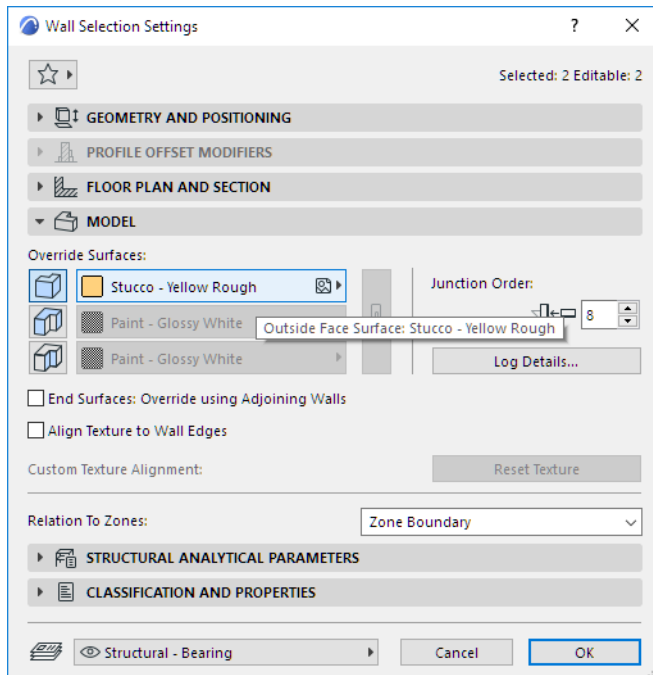 Wall Selection Settings
Selected: 2 Editable: 2
GEOMETRY AND POSITIONING
PROFILE OFFSET MODIFIERS
FLOOR PLAN AND SECTION
MODEL
Override Surfaces:
Stucco - Yellow Rough
Junction Order:
Paint - Glossy White
8
Outside Face Surface: Stucco - Yellow Rough
Paint - Glossy White
Log Details...
End Surfaces: Override using Adjoining Walls
Align Texture to Wall Edges
Custom Texture Alignment:
Reset Texture
Relation To Zones:
Zone Boundary
STRUCTURAL ANALYTICAL PARAMETERS
CLASSIFICATION AND PROPERTIES
Structural - Bearing
Cancel
OK